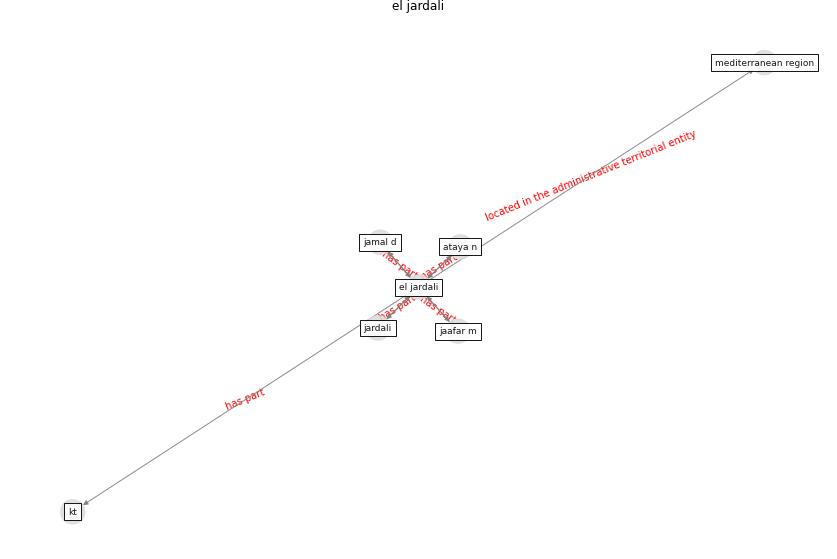 el jardali
mediterranean region
located in the administrative territorial entity
jamal d
ataya n
has part
has part
el jardali
has part
has part
jardali
jaafar m
has part
kt